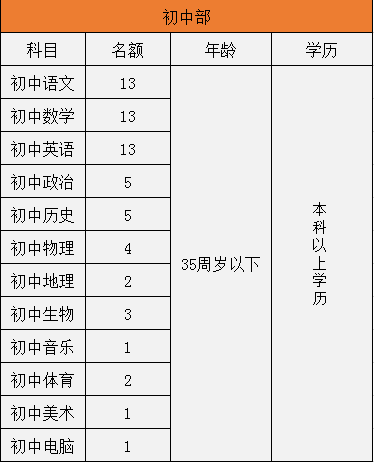 初中部
科目 名额 年龄 学历
初中语文 13
初中数学 13
初中英语 13
初中政治 5
初中历史 5
初中物理 4
初中地理 2
初中生物 3
初中音乐 1
初中体育 2
初中美术 1
初中电脑 1
35周岁以下
本科以上学历